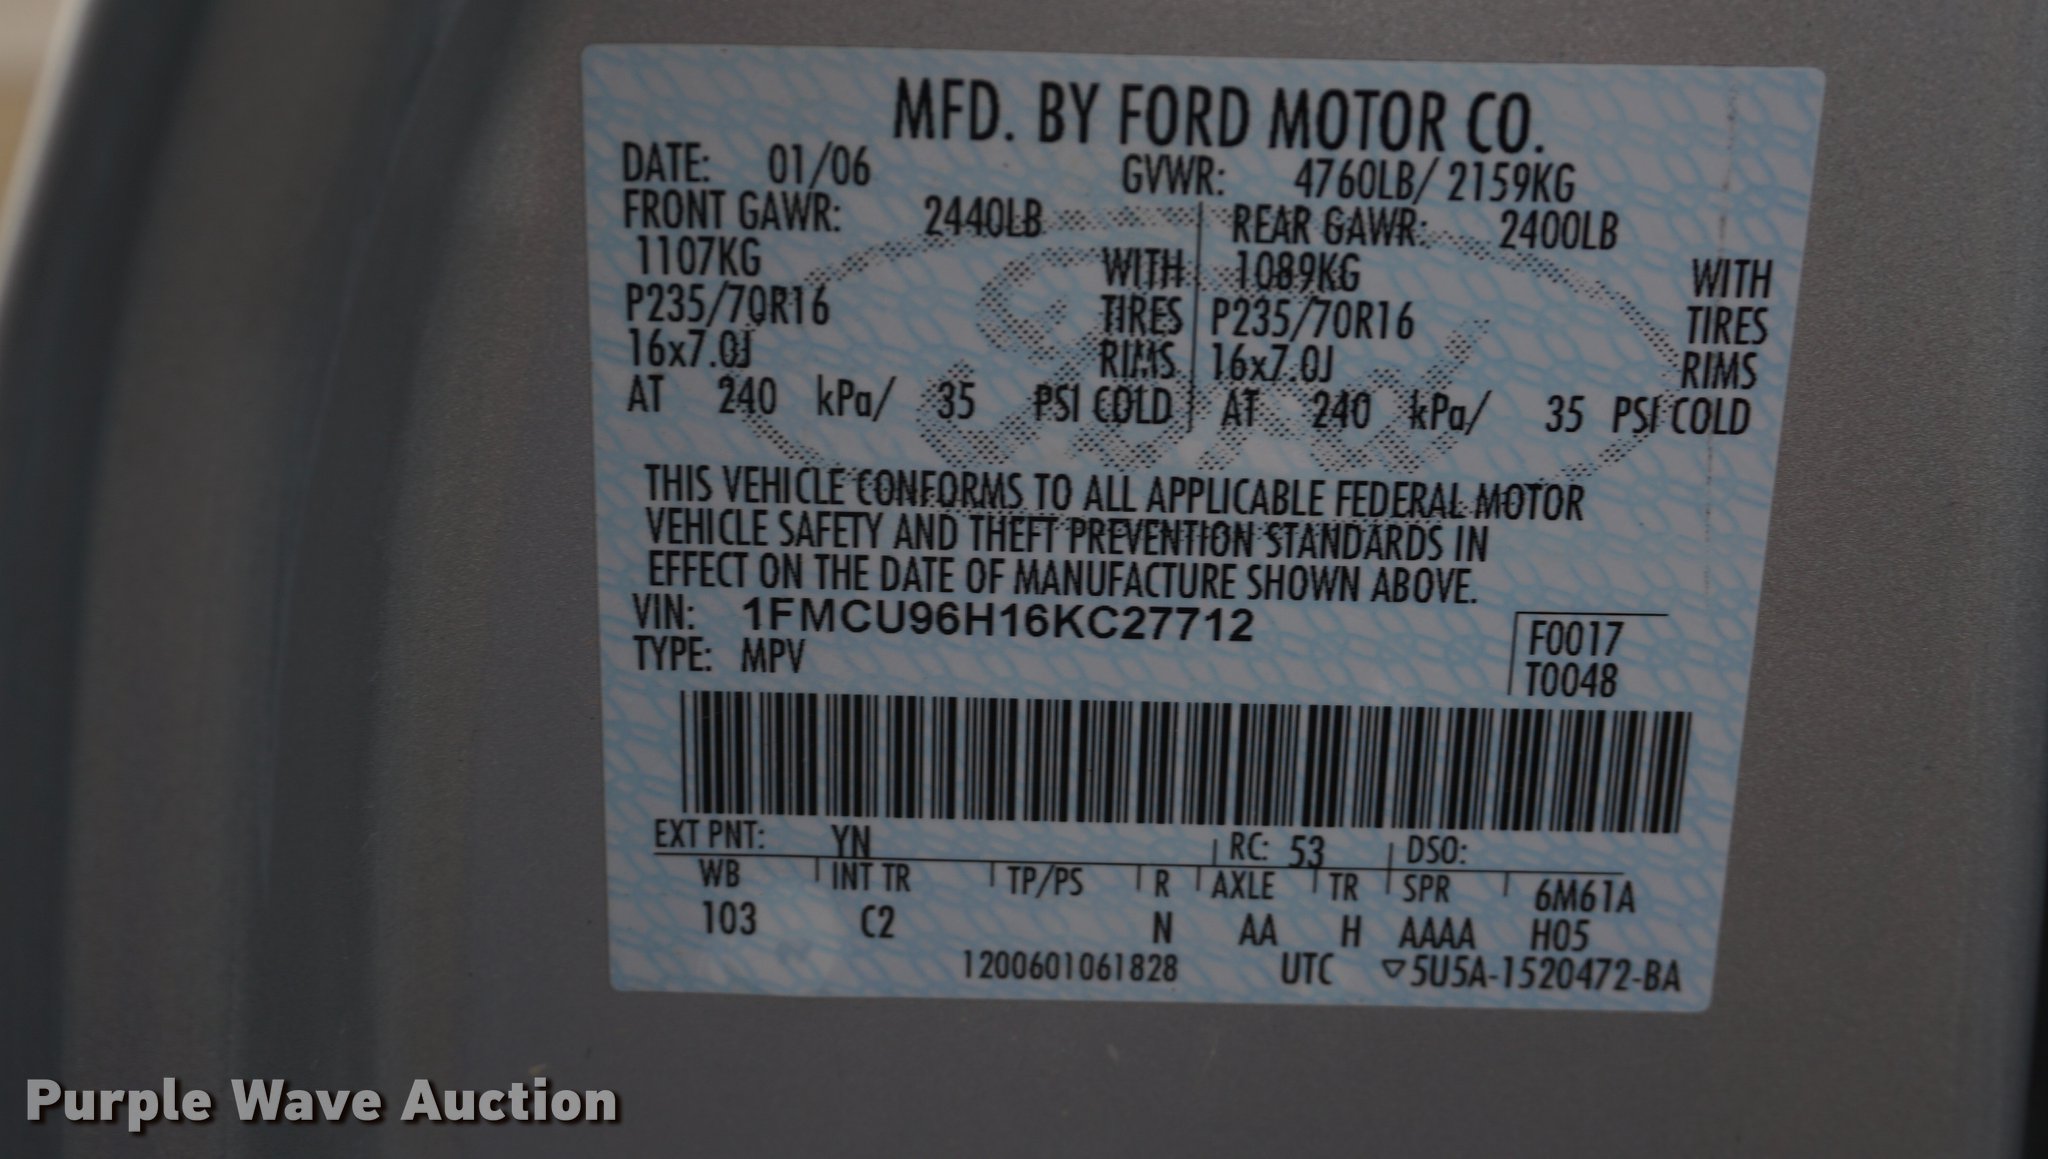 MFD. BY FORD MOTOR CO.
DATE: 01/06 GVWR: 4760LB/ 2159KG
FRONT GAWR: 2440LB REAR GAWR: 2400LB
1107KG WITH 1089KG WITH
P235/70R16 TIRES P235/70R16 TIRES
16x7.0J RIMS 16x7.0J RIMS
AT 240 kPa/ 35 PSI COLD AT 240 kPa/ 35 PSI COLD
THIS VEHICLE CONFORMS TO ALL APPLICABLE FEDERAL MOTOR
VEHICLE SAFETY AND THEFT PREVENTION STANDARDS IN
EFFECT ON THE DATE OF MANUFACTURE SHOWN ABOVE.
VIN: 1FMCU96H16KC27712
F0017
TYPE: MPV
T0048
EXT PNT: YN RC: 53 DSO:
WB INT TR TP/PS R AXLE TR SPR 6M61A
103 C2 N AA H AAAA H05
1200601061828 UTC ▽5U5A-1520472-BA
Purple Wave Auction